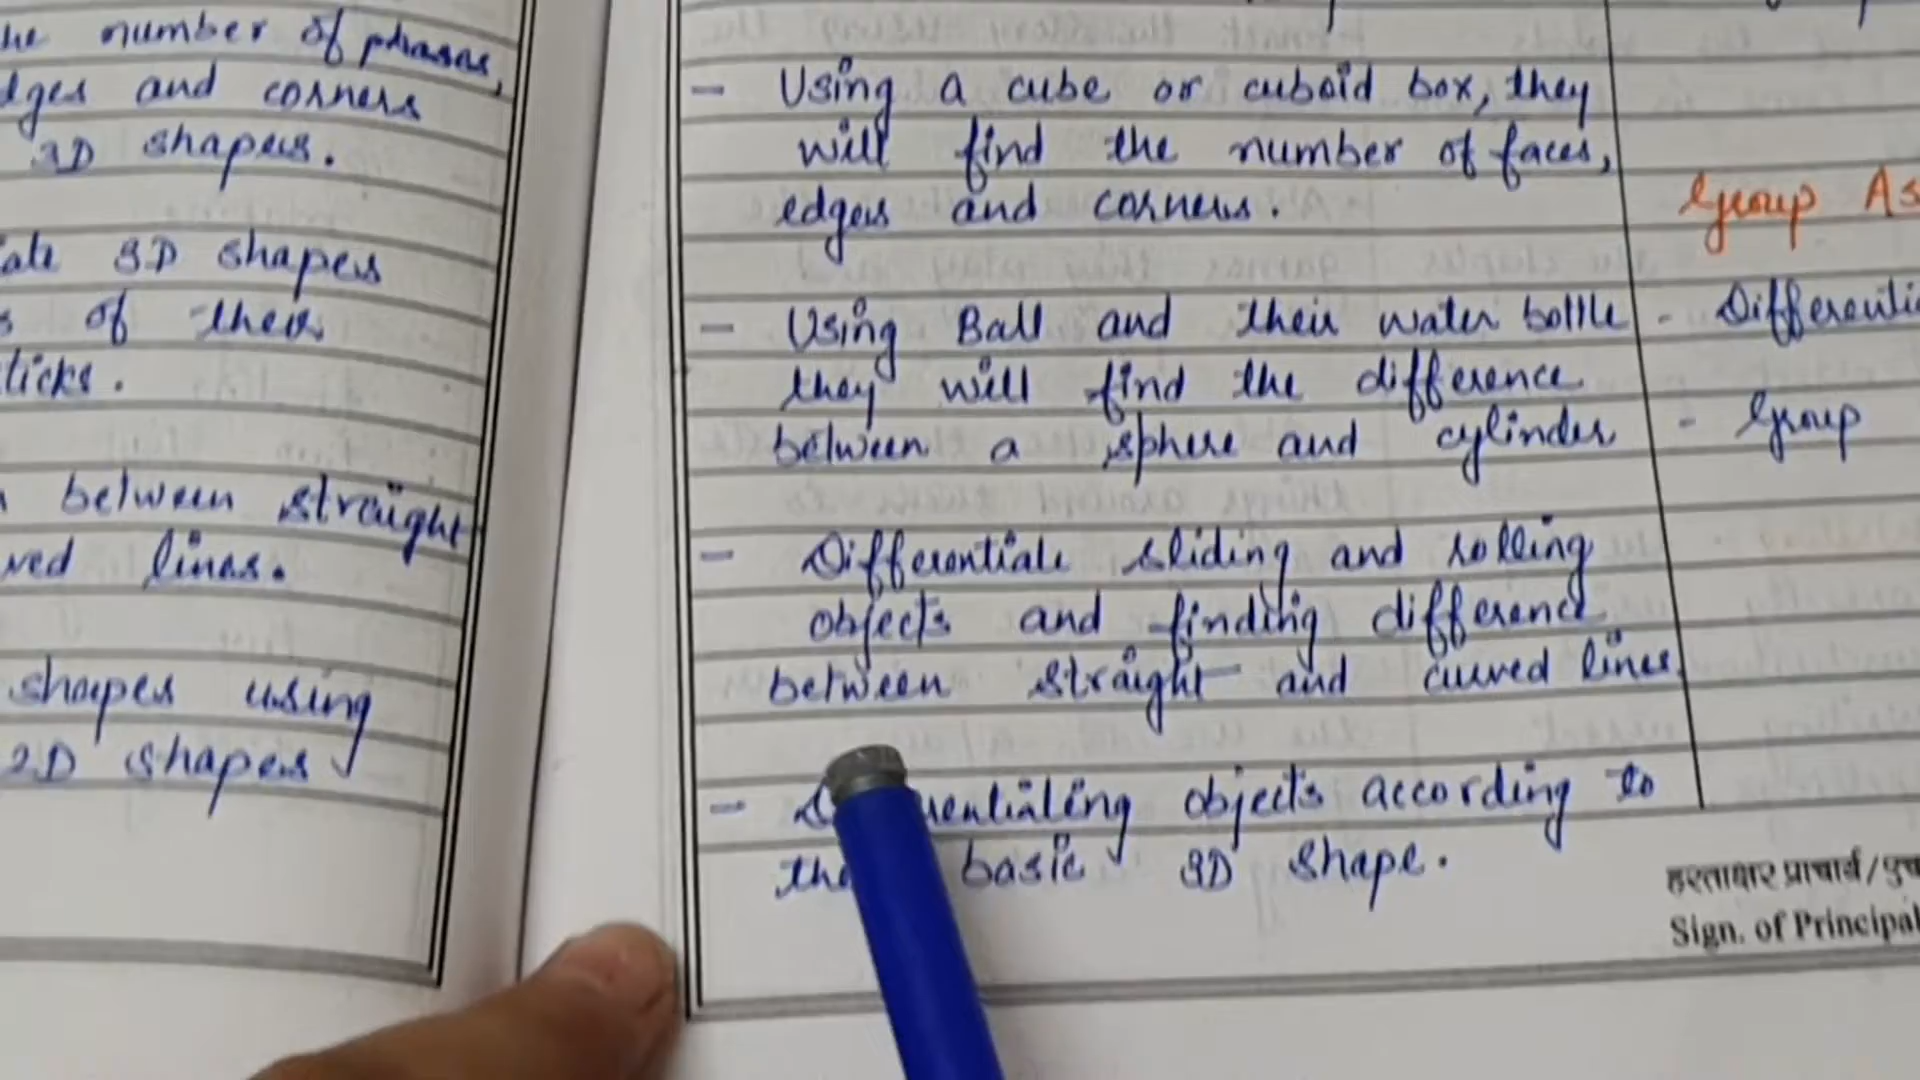 he number of phrases,
dges and corners
3D shapes.
ate 3D shapes
s of their
ticks.
n between straight
ved lines.
shapes using
2D shapes
- Using a cube or cuboid box, they
will find the number of faces,
edges and corners.
- Using Ball and their water bottle
they will find the difference
between a sphere and cylinder
- Differentiate sliding and rolling
objects and finding difference
between straight and curved lines.
- objects according to
basic 3D shape.
Group As
- Differenti
- Group
हस्ताक्षर प्राचार्य/
Sign. of Principal